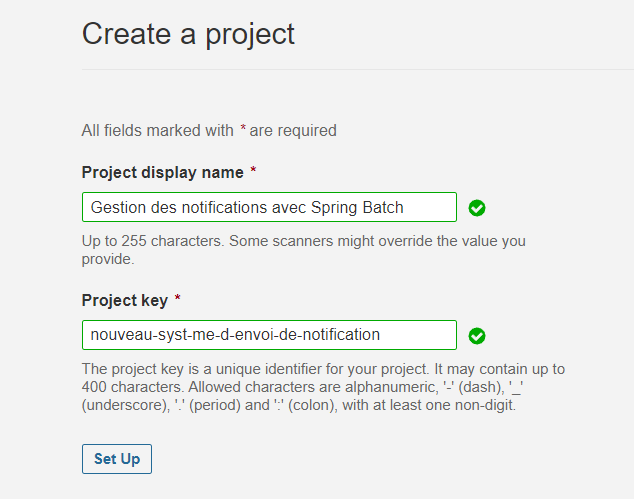 Create a project
All fields marked with * are required
Project display name *
Gestion des notifications avec Spring Batch
Up to 255 characters. Some scanners might override the value you
provide.
Project key *
nouveau-syst-me-d-envoi-de-notification
The project key is a unique identifier for your project. It may contain up to
400 characters. Allowed characters are alphanumeric, '-' (dash), '_'
(underscore), '.' (period) and ':' (colon), with at least one non-digit.
Set Up